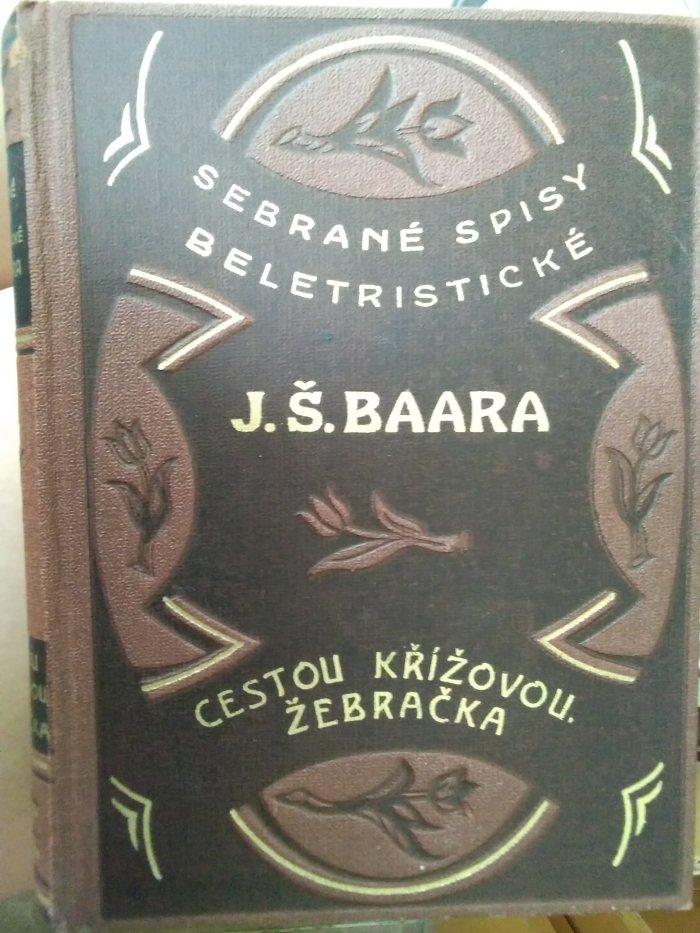 SEBRANÉ SPISY
BELETRISTICKÉ
J.Š.BAARA
CESTOU KŘÍŽOVOU.
ŽEBRAČKA